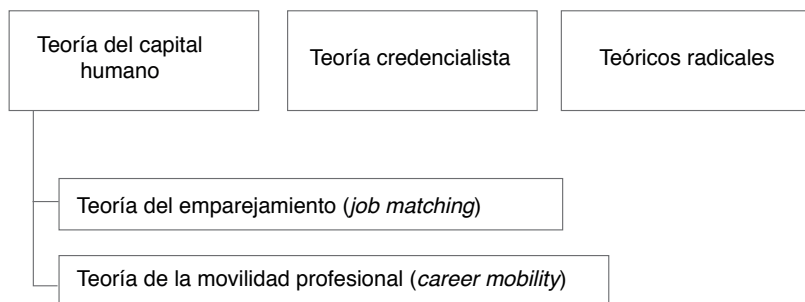 Teoría del capital
humano
Teoría credencialista
Teóricos radicales
Teoría del emparejamiento (job matching)
Teoría de la movilidad profesional (career mobility)